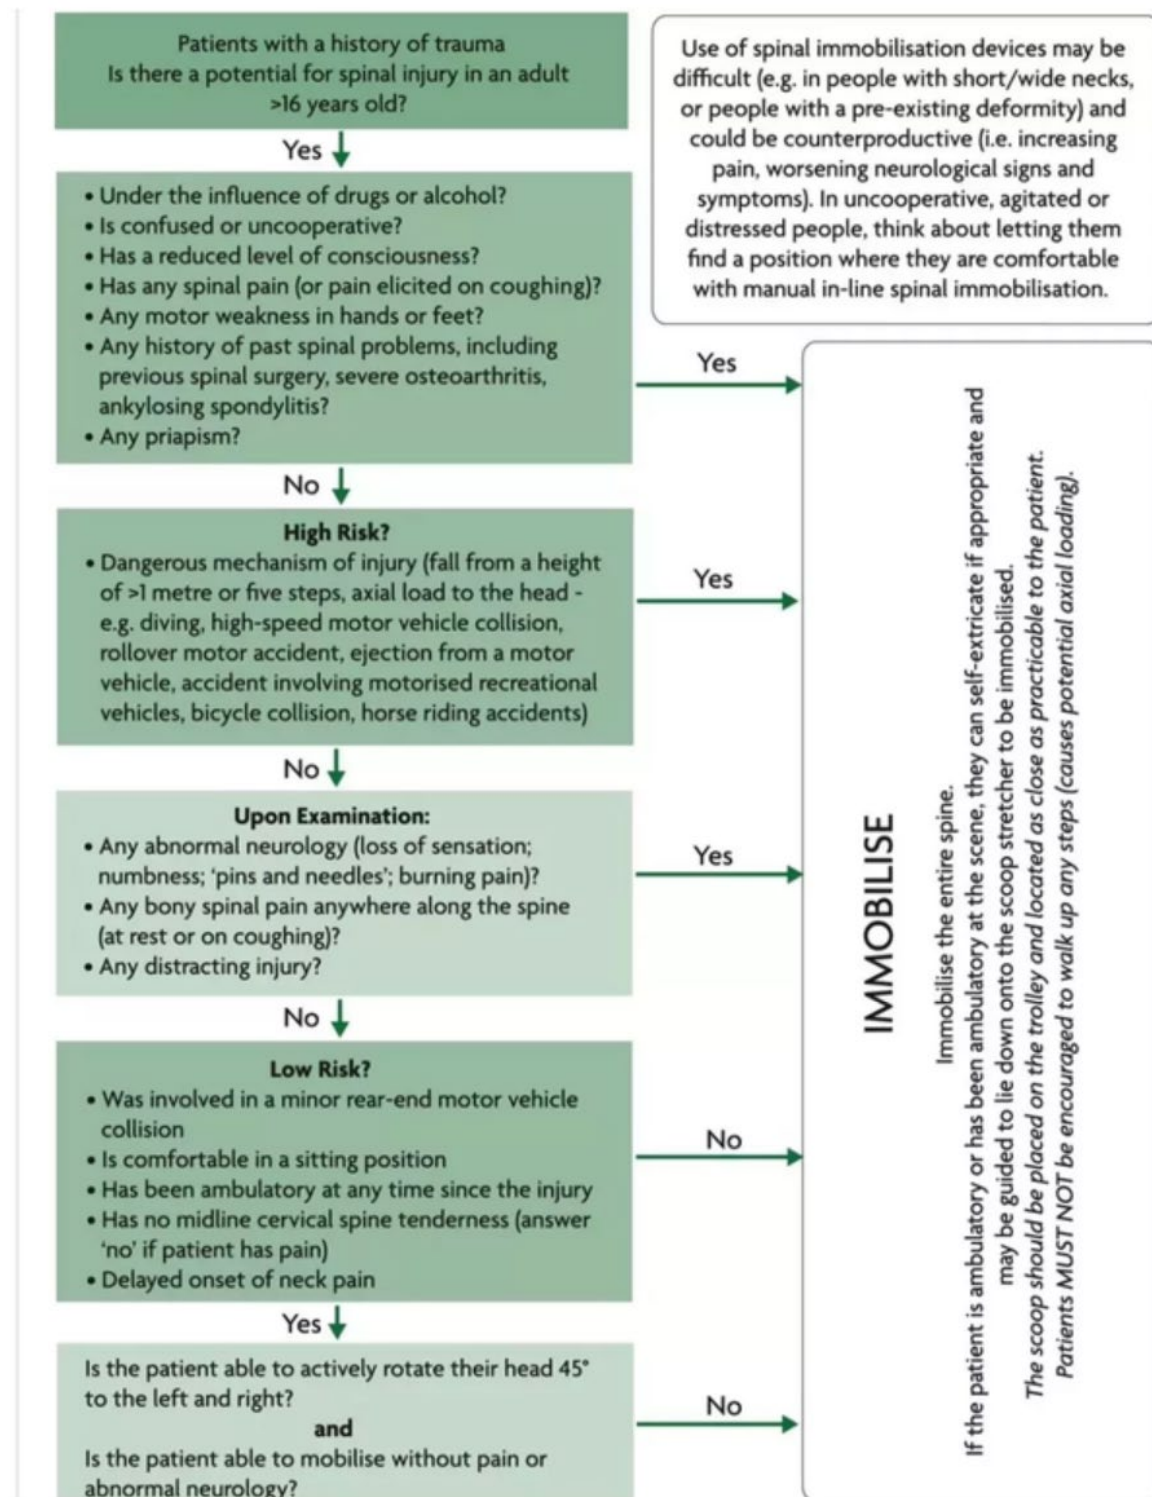 Patients with a history of trauma
Is there a potential for spinal injury in an adult
>16 years old?
Use of spinal immobilisation devices may be
difficult (e.g. in people with short/wide necks,
or people with a pre-existing deformity) and
could be counterproductive (i.e. increasing
pain, worsening neurological signs and
symptoms). In uncooperative, agitated or
distressed people, think about letting them
find a position where they are comfortable
with manual in-line spinal immobilisation.
Yes
• Under the influence of drugs or alcohol?
• Is confused or uncooperative?
• Has a reduced level of consciousness?
• Has any spinal pain (or pain elicited on coughing)?
• Any motor weakness in hands or feet?
• Any history of past spinal problems, including
previous spinal surgery, severe osteoarthritis,
ankylosing spondylitis?
• Any priapism?
Yes
No
High Risk?
• Dangerous mechanism of injury (fall from a height
of >1 metre or five steps, axial load to the head -
e.g. diving, high-speed motor vehicle collision,
rollover motor accident, ejection from a motor
vehicle, accident involving motorised recreational
vehicles, bicycle collision, horse riding accidents)
Yes
No
Upon Examination:
• Any abnormal neurology (loss of sensation;
numbness; ‘pins and needles’; burning pain)?
• Any bony spinal pain anywhere along the spine
(at rest or on coughing)?
• Any distracting injury?
Yes
No
Low Risk?
• Was involved in a minor rear-end motor vehicle
collision
• Is comfortable in a sitting position
• Has been ambulatory at any time since the injury
• Has no midline cervical spine tenderness (answer
‘no’ if patient has pain)
• Delayed onset of neck pain
No
Yes
Is the patient able to actively rotate their head 45°
to the left and right?
and
Is the patient able to mobilise without pain or
abnormal neurology?
No
IMMOBILISE
Immobilise the entire spine.
If the patient is ambulatory or has been ambulatory at the scene, they can self-extricate if appropriate and
may be guided to lie down onto the scoop stretcher to be immobilised.
The scoop should be placed on the trolley and located as close as practicable to the patient.
Patients MUST NOT be encouraged to walk up any steps (causes potential axial loading).